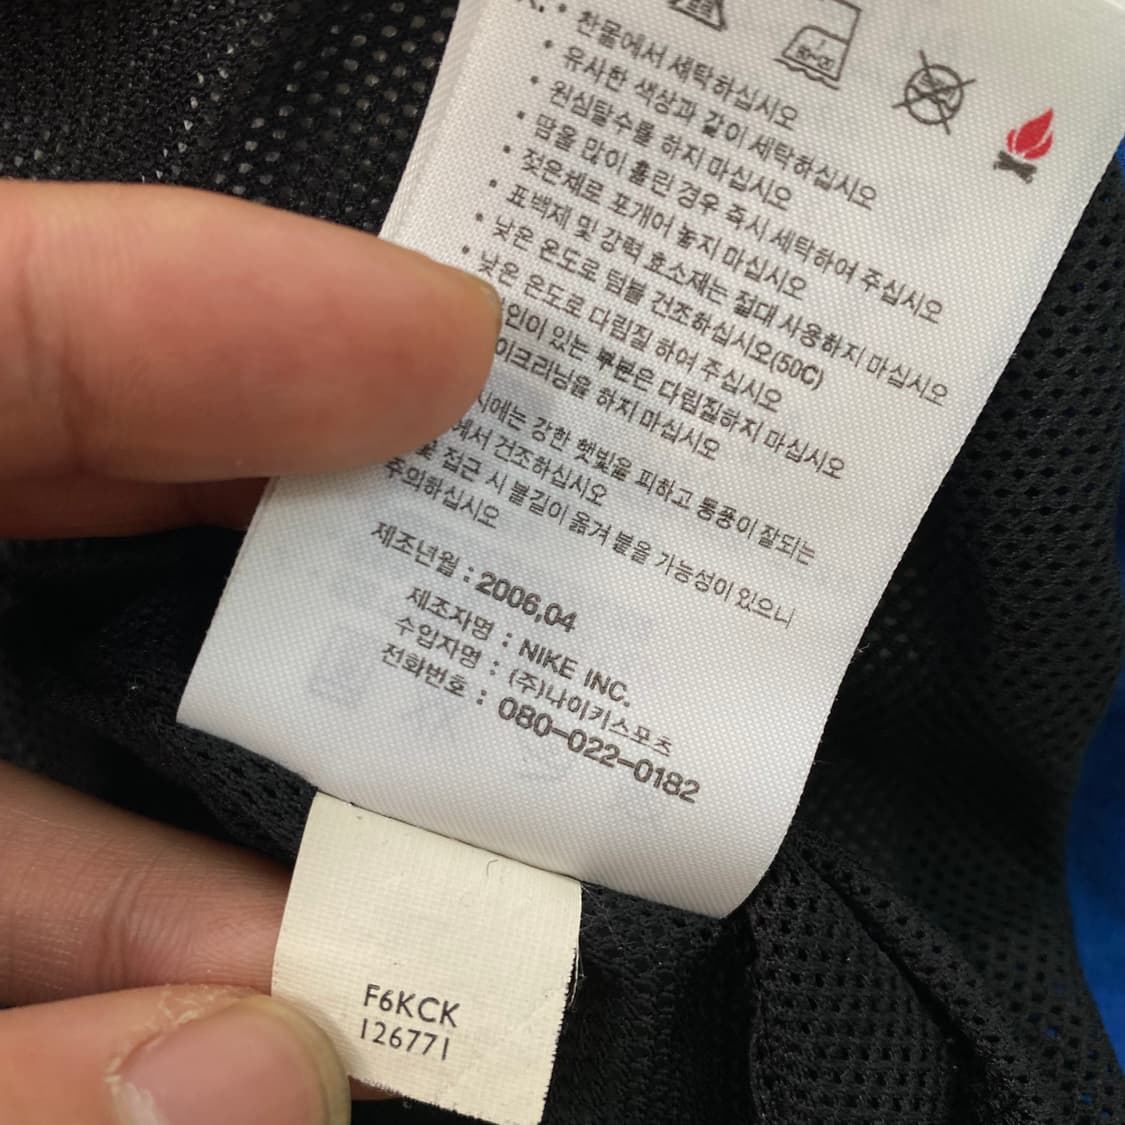 • 찬물에서 세탁하십시오
• 유사한 색상과 같이 세탁하십시오
• 원심탈수를 하지 마십시오
• 땀을 많이 흘린 경우 즉시 세탁하여 주십시오
• 젖은채로 포개어 놓지 마십시오
• 표백제 및 강력 효소제는 절대 사용하지 마십시오
• 낮은 온도로 텀블 건조하십시오(50C)
• 낮은 온도로 다림질 하여 주십시오
있는 부분은 다림질하지 마십시오
하지 마십시오
강한 햇빛을 피하고 통풍이 잘되는
건조하십시오
접근 시 불길이 옮겨 붙을 가능성이 있으니
주의하십시오
제조년월 : 2006,04
제조자명 : NIKE INC.
수입자명 : (주)나이키스포츠
전화번호 : 080-022-0182
F6KCK
126771